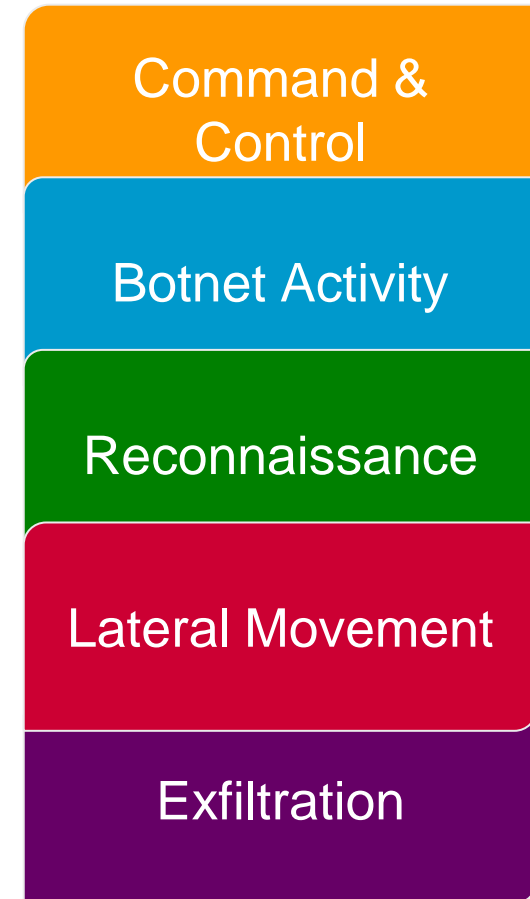 Command &
Control
Botnet Activity
Reconnaissance
Lateral Movement
Exfiltration